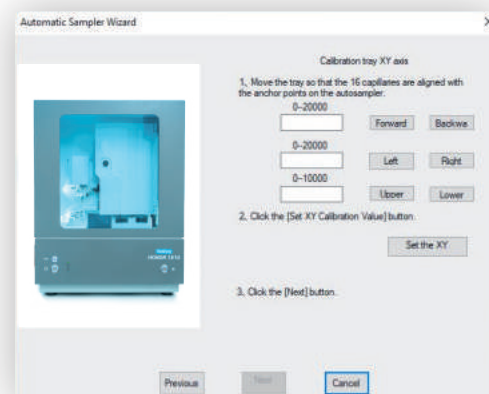 Automatic Sampler Wizard
Calibration tray XY axis
1, Move the tray so that the 16 capillaries are aligned with
the anchor points on the autosampler.
0--20000
Forward Backwa
0--20000
Left Right
0--10000
Upper Lower
2, Click the [Set XY Calibration Value] button.
Set the XY
3, Click the [Next] button.
Previous Next Cancel